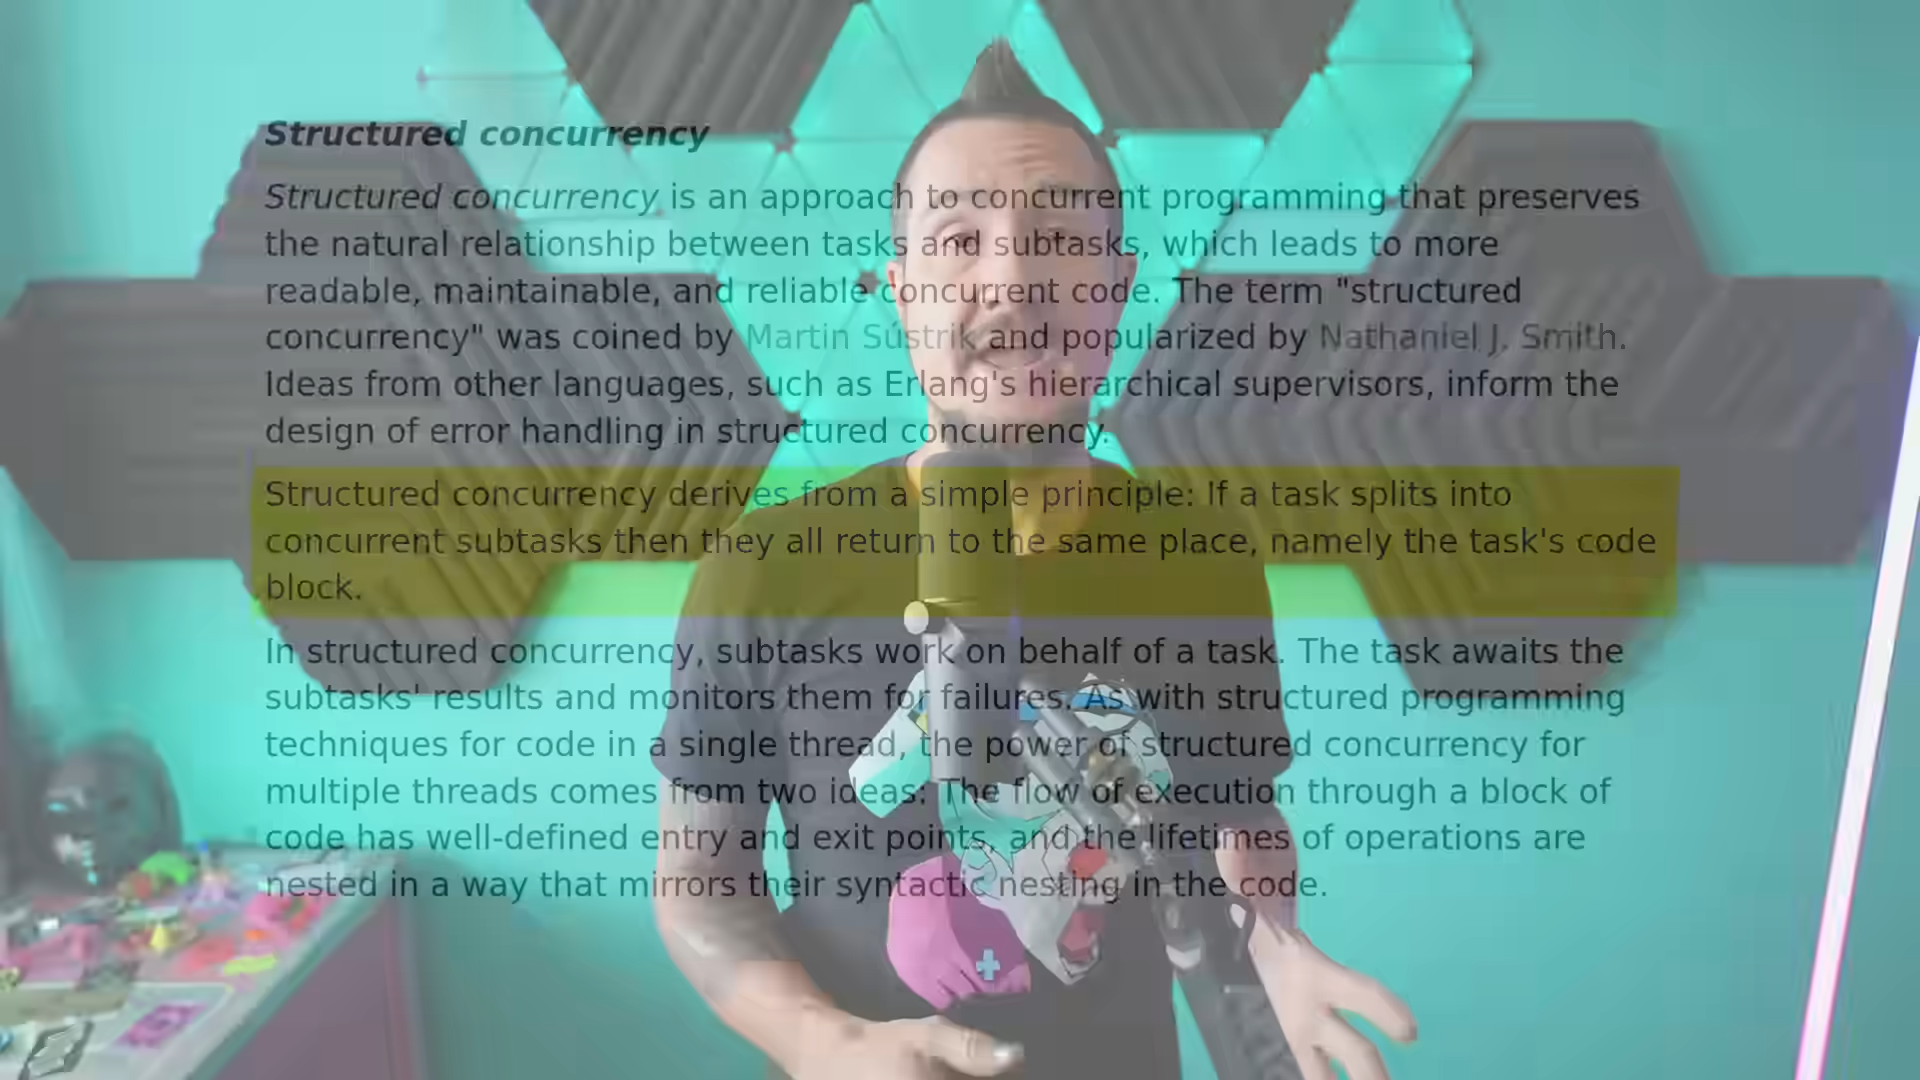 Structured concurrency
Structured concurrency is an approach to concurrent programming that preserves
the natural relationship between tasks and subtasks, which leads to more
readable, maintainable, and reliable concurrent code. The term "structured
concurrency" was coined by Martin Sústrik and popularized by Nathaniel J. Smith.
Ideas from other languages, such as Erlang's hierarchical supervisors, inform the
design of error handling in structured concurrency.
Structured concurrency derives from a simple principle: If a task splits into
concurrent subtasks then they all return to the same place, namely the task's code
block.
In structured concurrency, subtasks work on behalf of a task. The task awaits the
subtasks' results and monitors them for failures. As with structured programming
techniques for code in a single thread, the power of structured concurrency for
multiple threads comes from two ideas: The flow of execution through a block of
code has well-defined entry and exit points, and the lifetimes of operations are
nested in a way that mirrors their syntactic nesting in the code.